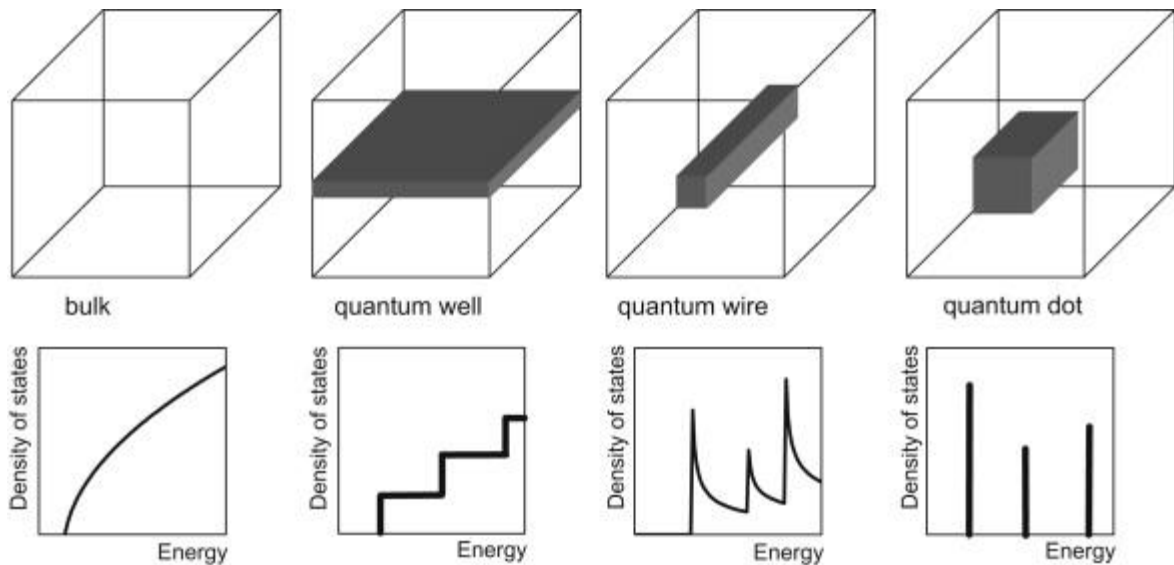 bulk
quantum well
quantum wire
quantum dot
Density of states
Energy
Density of states
Energy
Density of states
Energy
Density of states
Energy